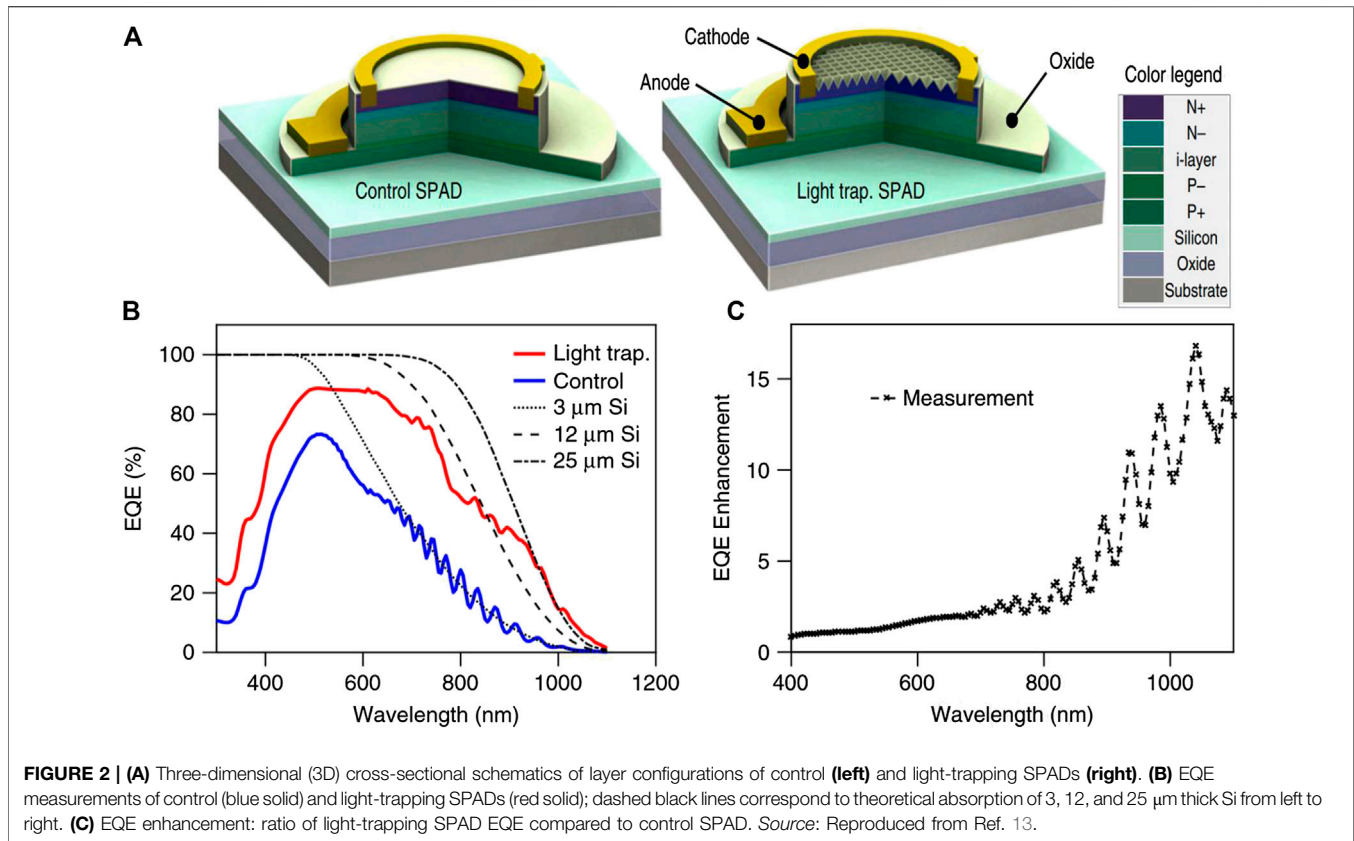 A
Cathode
Anode
Oxide
Control SPAD
Light trap. SPAD
Color legend
N+
N−
i-layer
P−
P+
Silicon
Oxide
Substrate
B
100
80
60
40
20
0
EQE (%)
Light trap.
Control
3 μm Si
12 μm Si
25 μm Si
400 600 800 1000 1200
Wavelength (nm)
C
15
10
5
0
EQE Enhancement
Measurement
400 600 800 1000
Wavelength (nm)
FIGURE 2 | (A) Three-dimensional (3D) cross-sectional schematics of layer configurations of control (left) and light-trapping SPADs (right). (B) EQE
measurements of control (blue solid) and light-trapping SPADs (red solid); dashed black lines correspond to theoretical absorption of 3, 12, and 25 μm thick Si from left to
right. (C) EQE enhancement: ratio of light-trapping SPAD EQE compared to control SPAD. Source: Reproduced from Ref. 13.